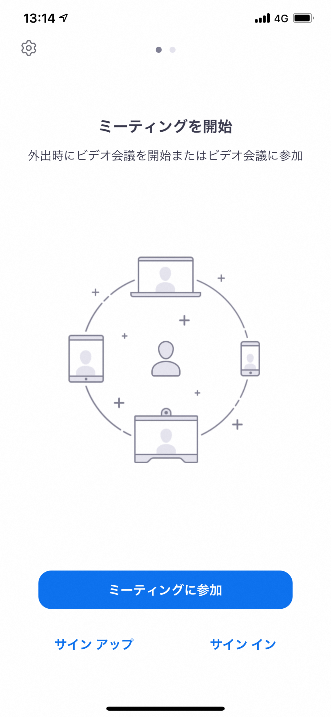 13:14
4G
ミーティングを開始
外出時にビデオ会議を開始またはビデオ会議に参加
ミーティングに参加
サイン アップ
サイン イン